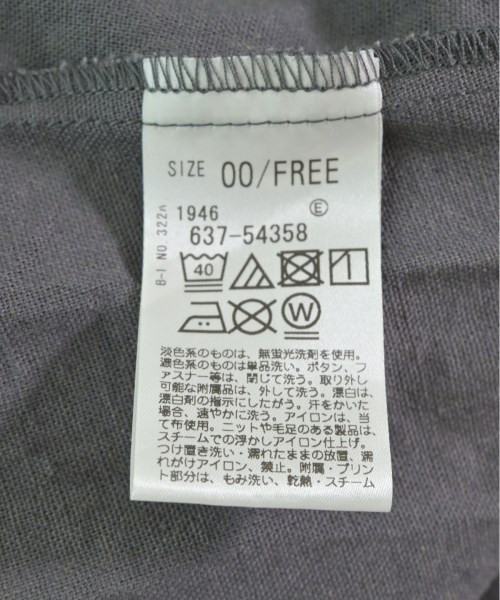 SIZE 00/FREE
1946 Ⓔ
637-54358
40
W
淡色系のものは、無蛍光洗剤を使用。
濃色系のものは単品洗い。ボタン、フ
ァスナー等は、閉じて洗う。取り外し
可能な附属品は、外して洗う。漂白は、
漂白剤の指示にしたがう。汗をかいた
場合、速やかに洗う。アイロンは、当
て布使用。ニットや毛足のある製品は、
スチームでの浮かしアイロン仕上げ。
つけ置き洗い・濡れたままの放置、濡
れがけアイロン、禁止。附属・プリン
ト部分は、もみ洗い、乾熱・スチーム